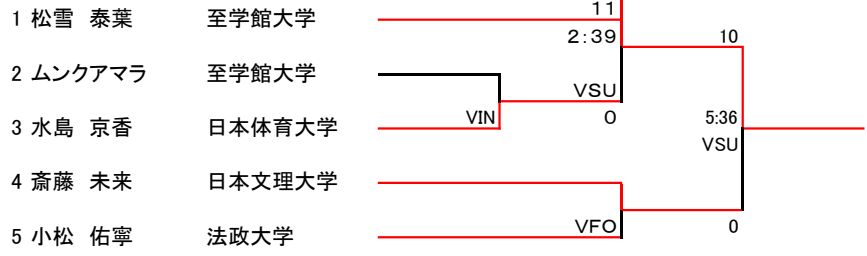 1 松雪 泰葉 至学館大学 11
2:39 10
2 ムンクアマラ 至学館大学
VSU
3 水島 京香 日本体育大学 VIN 0 5:36
VSU
4 斎藤 未来 日本文理大学
VFO 0
5 小松 佑寧 法政大学